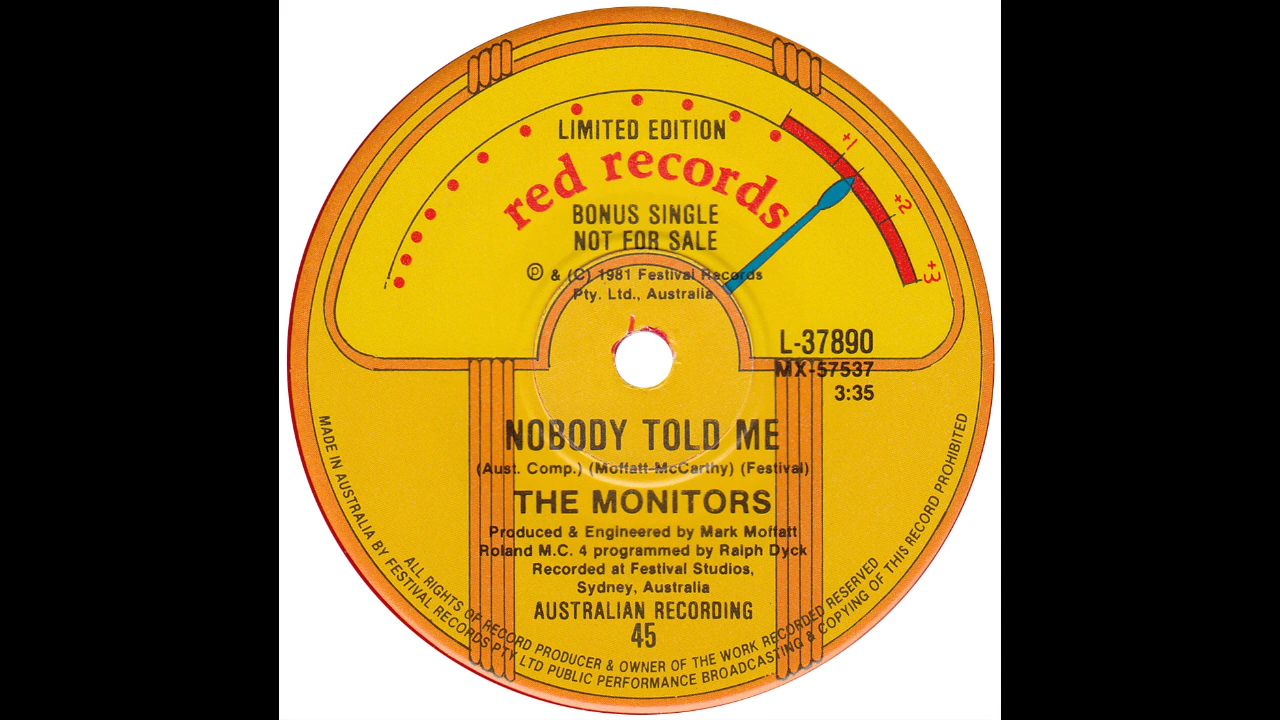 LIMITED EDITION
red records
BONUS SINGLE
NOT FOR SALE
Ⓟ & (C) 1981 Festival Records
Pty. Ltd., Australia
+1
+2
+3
L-37890
MX-57537
3:35
NOBODY TOLD ME
(Aust. Comp.) (Moffatt-McCarthy) (Festival)
THE MONITORS
Produced & Engineered by Mark Moffatt
Roland M.C. 4 programmed by Ralph Dyck
Recorded at Festival Studios,
Sydney, Australia
AUSTRALIAN RECORDING
45
ALL RIGHTS OF RECORD PRODUCER & OWNER OF THE WORK RECORDED RESERVED
MADE IN AUSTRALIA BY FESTIVAL RECORDS PTY LTD PUBLIC PERFORMANCE BROADCASTING & COPYING OF THIS RECORD PROHIBITED